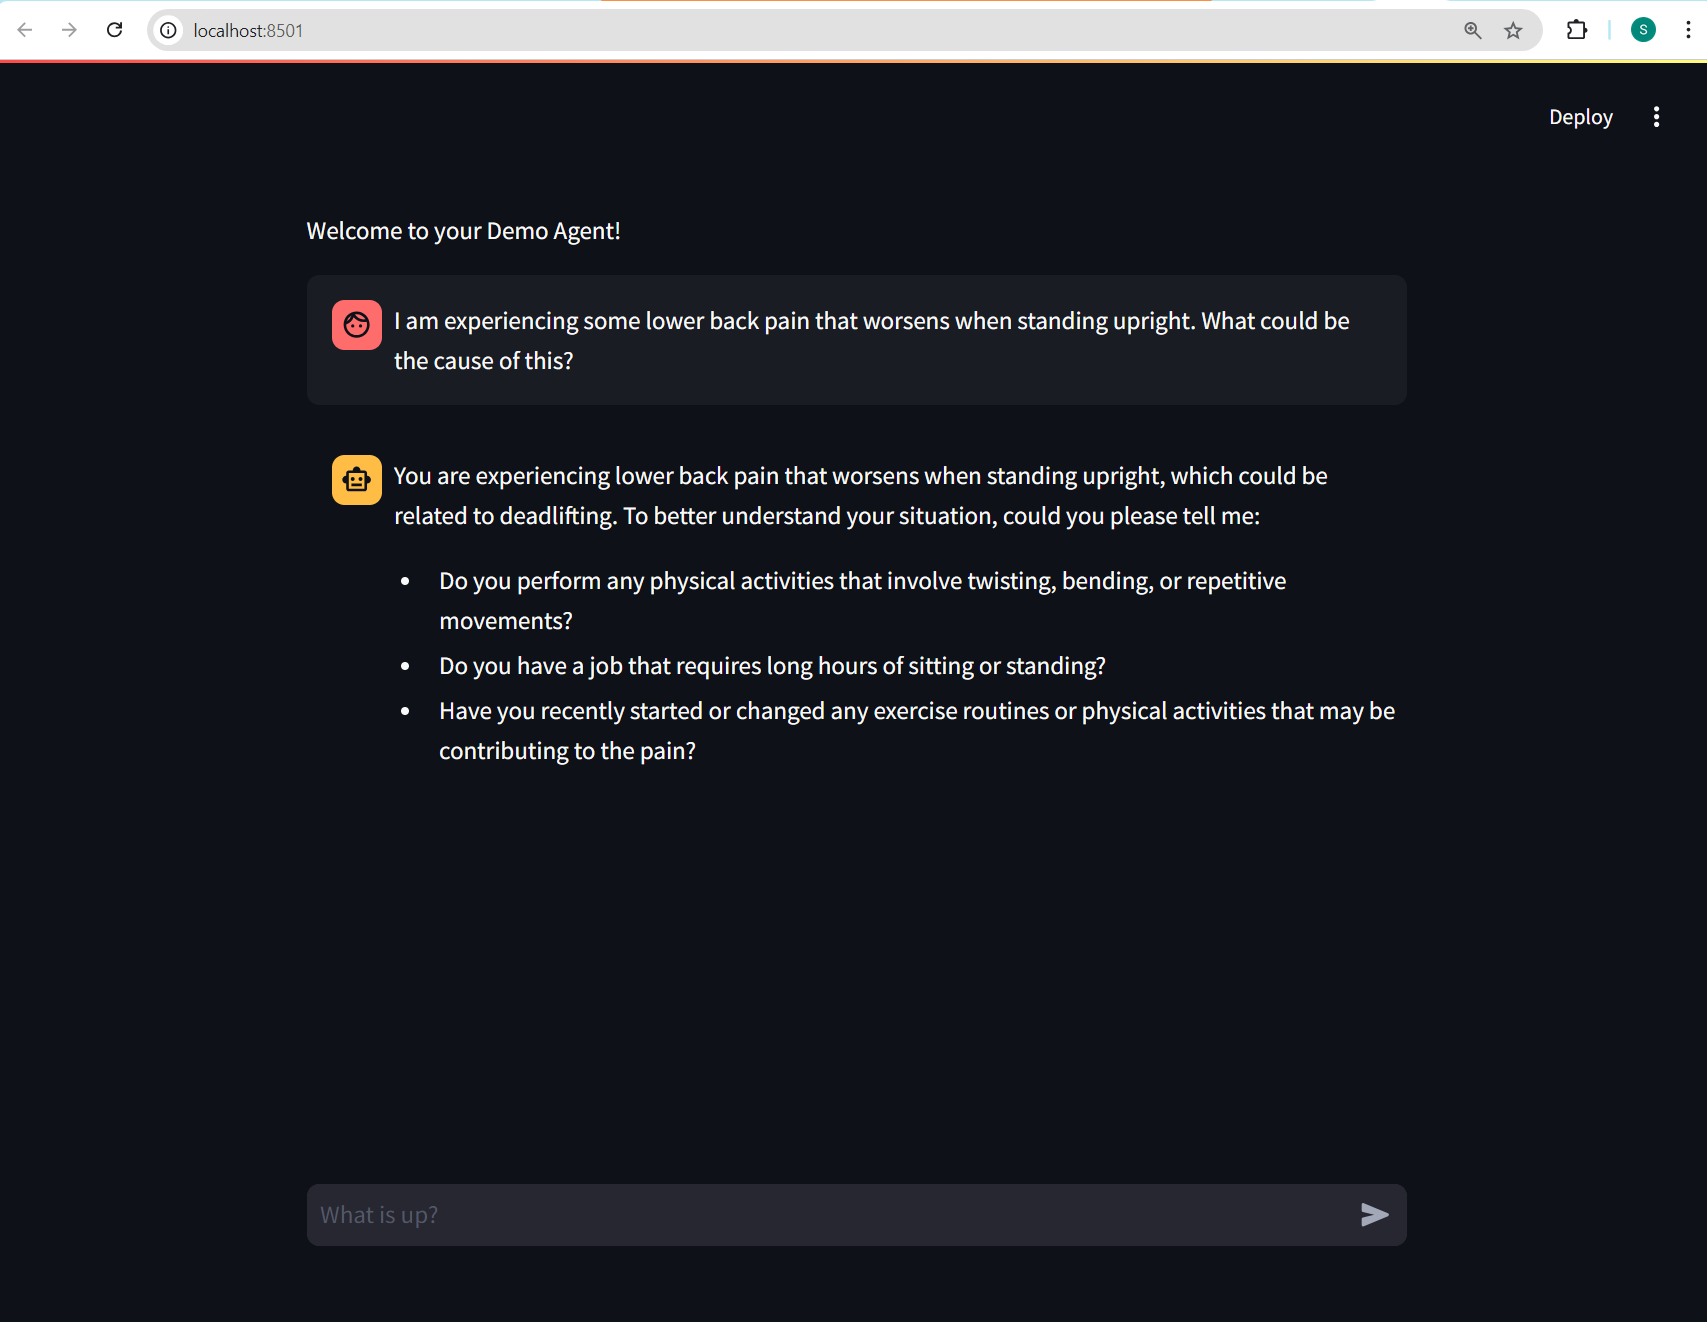 localhost:8501
S
Deploy
Welcome to your Demo Agent!
I am experiencing some lower back pain that worsens when standing upright. What could be
the cause of this?
You are experiencing lower back pain that worsens when standing upright, which could be
related to deadlifting. To better understand your situation, could you please tell me:
• Do you perform any physical activities that involve twisting, bending, or repetitive
movements?
• Do you have a job that requires long hours of sitting or standing?
• Have you recently started or changed any exercise routines or physical activities that may be
contributing to the pain?
What is up?